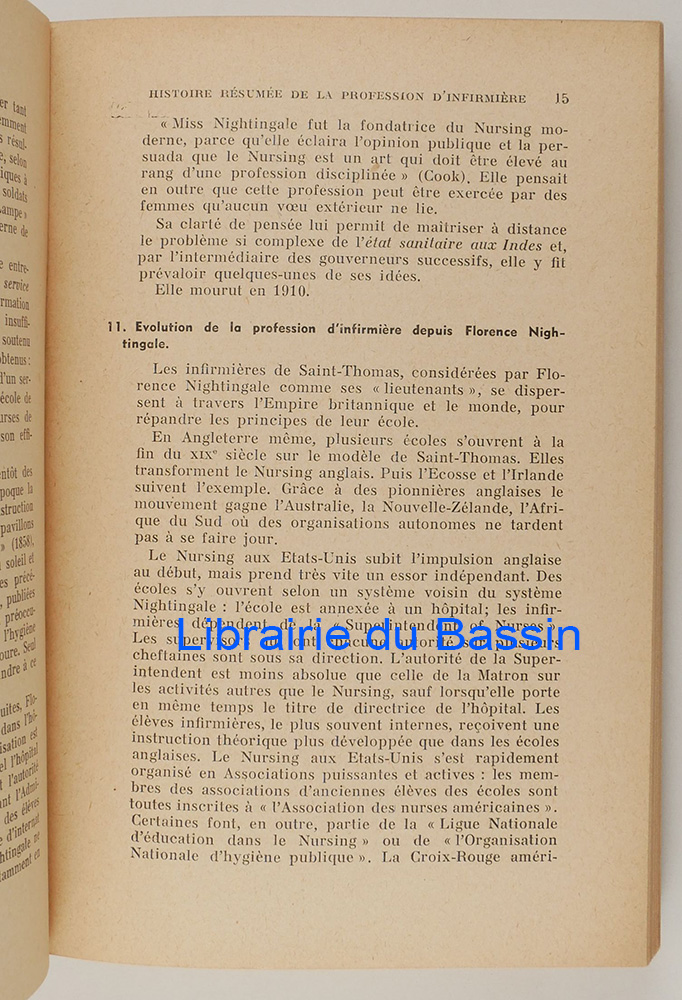 HISTOIRE RÉSUMÉE DE LA PROFESSION D'INFIRMIÈRE 15
« Miss Nightingale fut la fondatrice du Nursing mo-
derne, parce qu'elle éclaira l'opinion publique et la per-
suada que le Nursing est un art qui doit être élevé au
rang d'une profession disciplinée » (Cook). Elle pensait
en outre que cette profession peut être exercée par des
femmes qu'aucun vœu extérieur ne lie.
Sa clarté de pensée lui permit de maîtriser à distance
le problème si complexe de l'état sanitaire aux Indes et,
par l'intermédiaire des gouverneurs successifs, elle y fit
prévaloir quelques-unes de ses idées.
Elle mourut en 1910.
11. Evolution de la profession d'infirmière depuis Florence Nigh-
tingale.
Les infirmières de Saint-Thomas, considérées par Flo-
rence Nightingale comme ses « lieutenants », se disper-
sent à travers l'Empire britannique et le monde, pour
répandre les principes de leur école.
En Angleterre même, plusieurs écoles s'ouvrent à la
fin du XIXe siècle sur le modèle de Saint-Thomas. Elles
transforment le Nursing anglais. Puis l'Ecosse et l'Irlande
suivent l'exemple. Grâce à des pionnières anglaises le
mouvement gagne l'Australie, la Nouvelle-Zélande, l'Afri-
que du Sud où des organisations autonomes ne tardent
pas à se faire jour.
Le Nursing aux Etats-Unis subit l'impulsion anglaise
au début, mais prend très vite un essor indépendant. Des
écoles s'y ouvrent selon un système voisin du système
Nightingale : l'école est annexée à un hôpital; les infir-
mières dépendent de la « Superintendent of Nurses ».
Librairie du Bassin
Les supervisors qui ont chacune autorité sur plusieurs
cheftaines sont sous sa direction. L'autorité de la Super-
intendent est moins absolue que celle de la Matron sur
les activités autres que le Nursing, sauf lorsqu'elle porte
en même temps le titre de directrice de l'hôpital. Les
élèves infirmières, le plus souvent internes, reçoivent une
instruction théorique plus développée que dans les écoles
anglaises. Le Nursing aux Etats-Unis s'est rapidement
organisé en Associations puissantes et actives : les mem-
bres des associations d'anciennes élèves des écoles sont
toutes inscrites à « l'Association des nurses américaines ».
Certaines font, en outre, partie de la « Ligue Nationale
d'éducation dans le Nursing » ou de « l'Organisation
Nationale d'hygiène publique ». La Croix-Rouge améri-